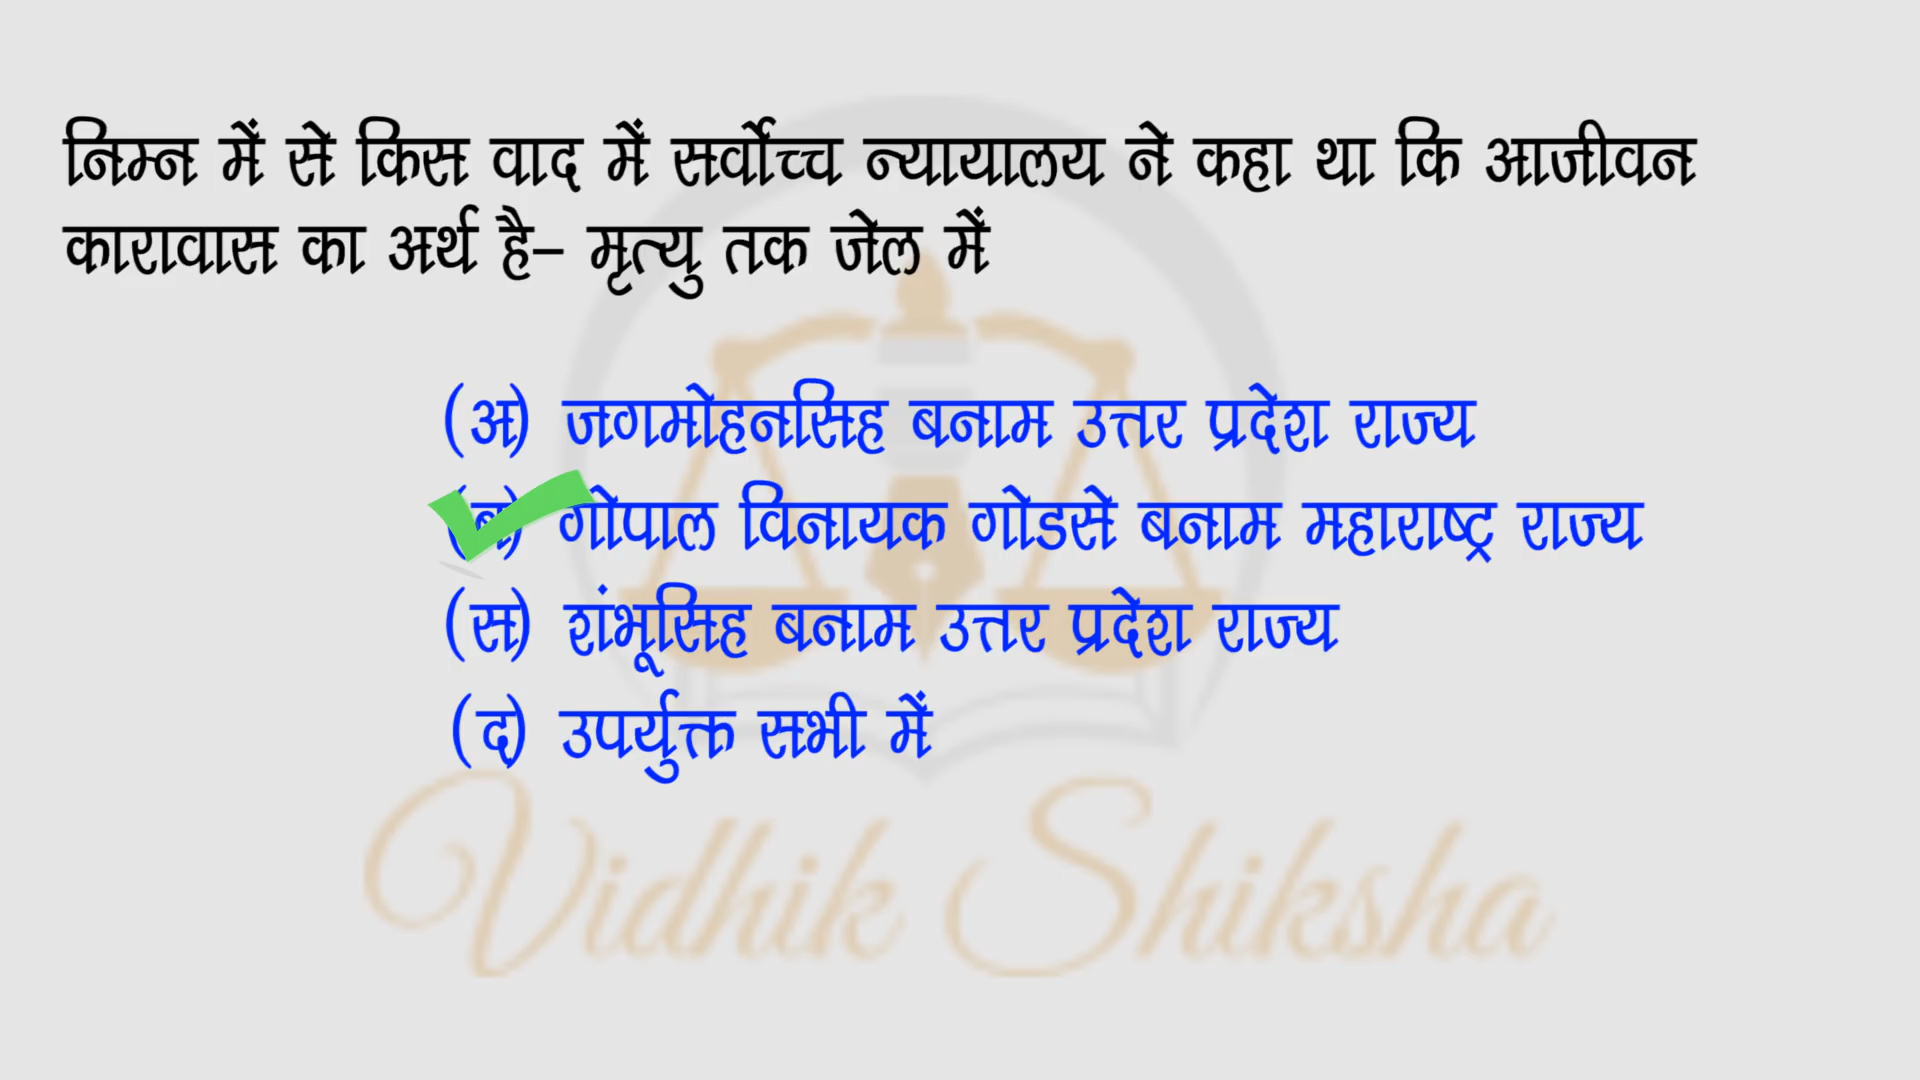 निम्न में से किस वाद में सर्वोच्च न्यायालय ने कहा था कि आजीवन
कारावास का अर्थ है– मृत्यु तक जेल में
(अ) जगमोहनसिह बनाम उत्तर प्रदेश राज्य
(ब) गोपाल विनायक गोडसे बनाम महाराष्ट्र राज्य
(स) शंभूसिह बनाम उत्तर प्रदेश राज्य
(द) उपर्युक्त सभी में
Vidhik Shiksha